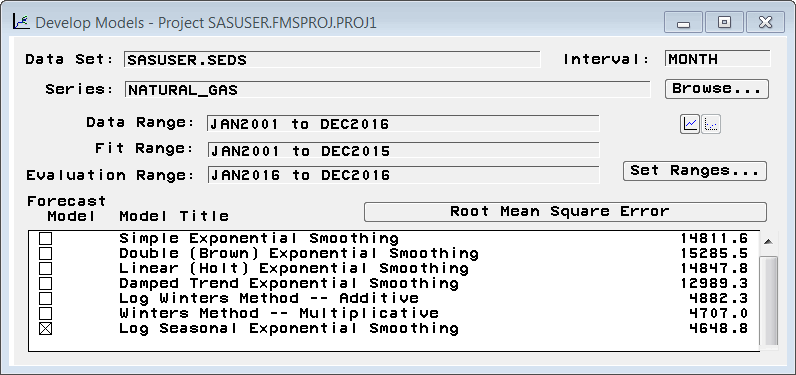 Develop Models - Project SASUSER.FMSPROJ.PROJ1
Data Set: SASUSER.SEDS Interval: MONTH
Series: NATURAL_GAS Browse...
Data Range: JAN2001 to DEC2016
Fit Range: JAN2001 to DEC2015
Evaluation Range: JAN2016 to DEC2016 Set Ranges...
Forecast
Model Model Title Root Mean Square Error
Simple Exponential Smoothing 14811.6
Double (Brown) Exponential Smoothing 15285.5
Linear (Holt) Exponential Smoothing 14847.8
Damped Trend Exponential Smoothing 12989.3
Log Winters Method -- Additive 4882.3
Winters Method -- Multiplicative 4707.0
Log Seasonal Exponential Smoothing 4648.8